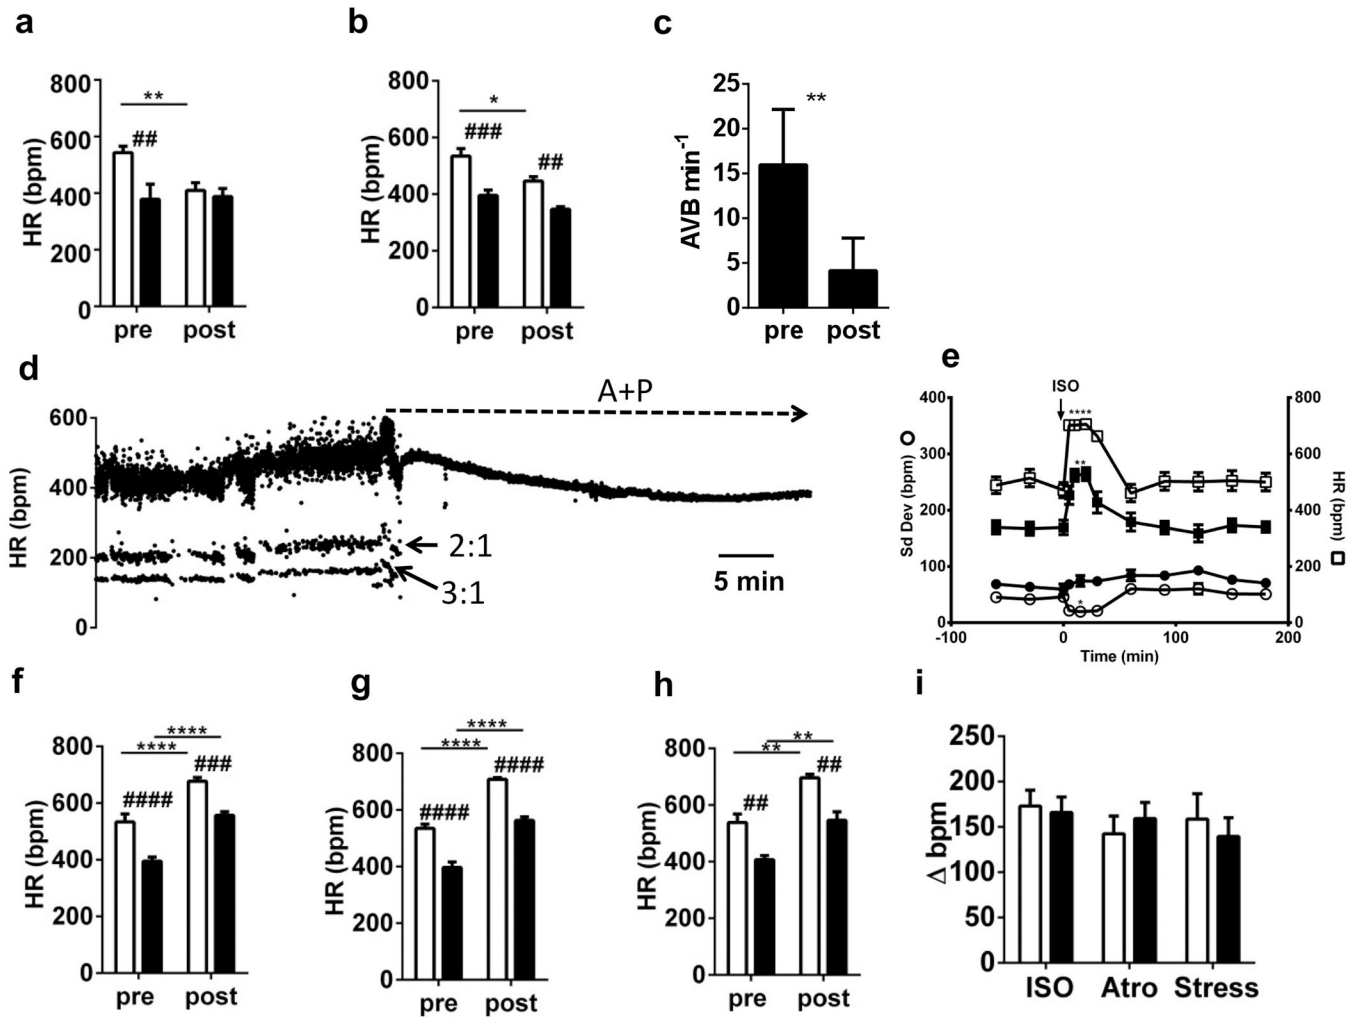 a
800
600
400
200
0
HR (bpm)
**
##
pre post
b
800
600
400
200
0
HR (bpm)
*
###
##
pre post
c
25
20
15
10
5
0
AVB min-1
**
pre post
d
600
400
200
0
HR (bpm)
A+P
2:1
3:1
5 min
e
ISO
400
300
200
100
0
Sd Dev (bpm)
****
**
*
800
600
400
200
0
HR (bpm)
-100 0 100 200
Time (min)
f
800
600
400
200
0
HR (bpm)
****
****
####
###
pre post
g
800
600
400
200
0
HR (bpm)
****
****
####
####
pre post
h
800
600
400
200
0
HR (bpm)
**
**
##
##
pre post
i
250
200
150
100
50
0
Δ bpm
ISO Atro Stress